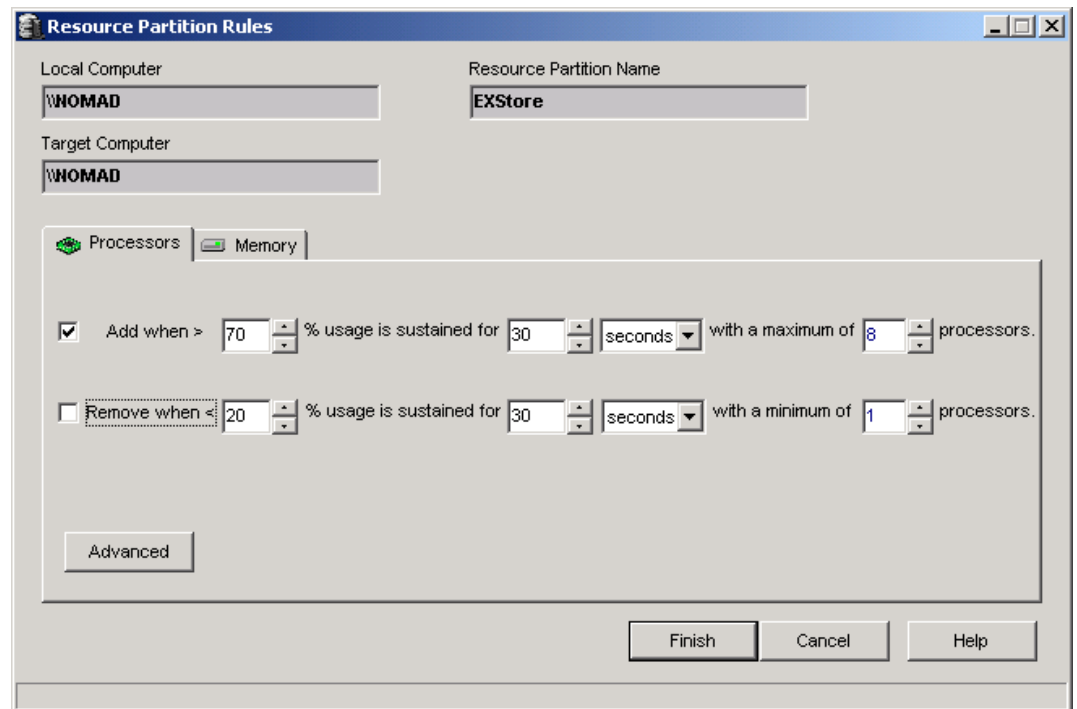 Resource Partition Rules
Local Computer Resource Partition Name
\\NOMAD EXStore
Target Computer
\\NOMAD
Processors Memory
Add when > 70 % usage is sustained for 30 seconds with a maximum of 8 processors.
Remove when < 20 % usage is sustained for 30 seconds with a minimum of 1 processors.
Advanced
Finish Cancel Help